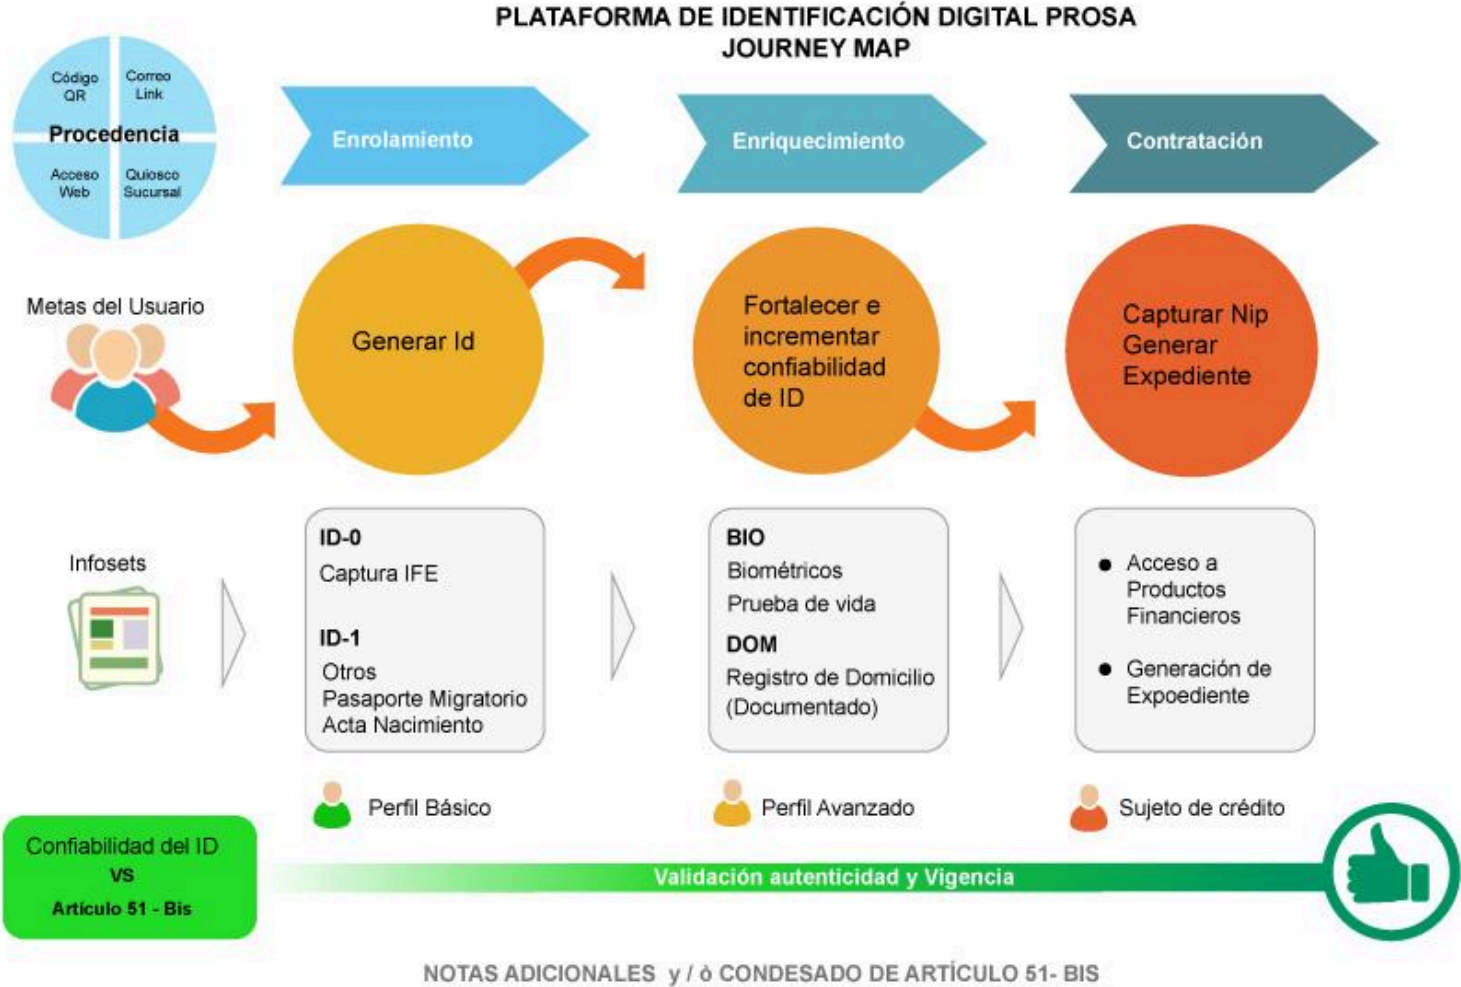 PLATAFORMA DE IDENTIFICACIÓN DIGITAL PROSA
JOURNEY MAP
Código
QR
Correo
Link
Procedencia
Acceso
Web
Quiosco
Sucursal
Enrolamiento
Enriquecimiento
Contratación
Metas del Usuario
Generar Id
Fortalecer e
incrementar
confiabilidad
de ID
Capturar Nip
Generar
Expediente
Infosets
ID-0
Captura IFE
ID-1
Otros
Pasaporte Migratorio
Acta Nacimiento
BIO
Biométricos
Prueba de vida
DOM
Registro de Domicilio
(Documentado)
● Acceso a
Productos
Financieros
● Generación de
Expoediente
Perfil Básico
Perfil Avanzado
Sujeto de crédito
Confiabilidad del ID
VS
Artículo 51 - Bis
Validación autenticidad y Vigencia
NOTAS ADICIONALES y / ò CONDESADO DE ARTÍCULO 51- BIS